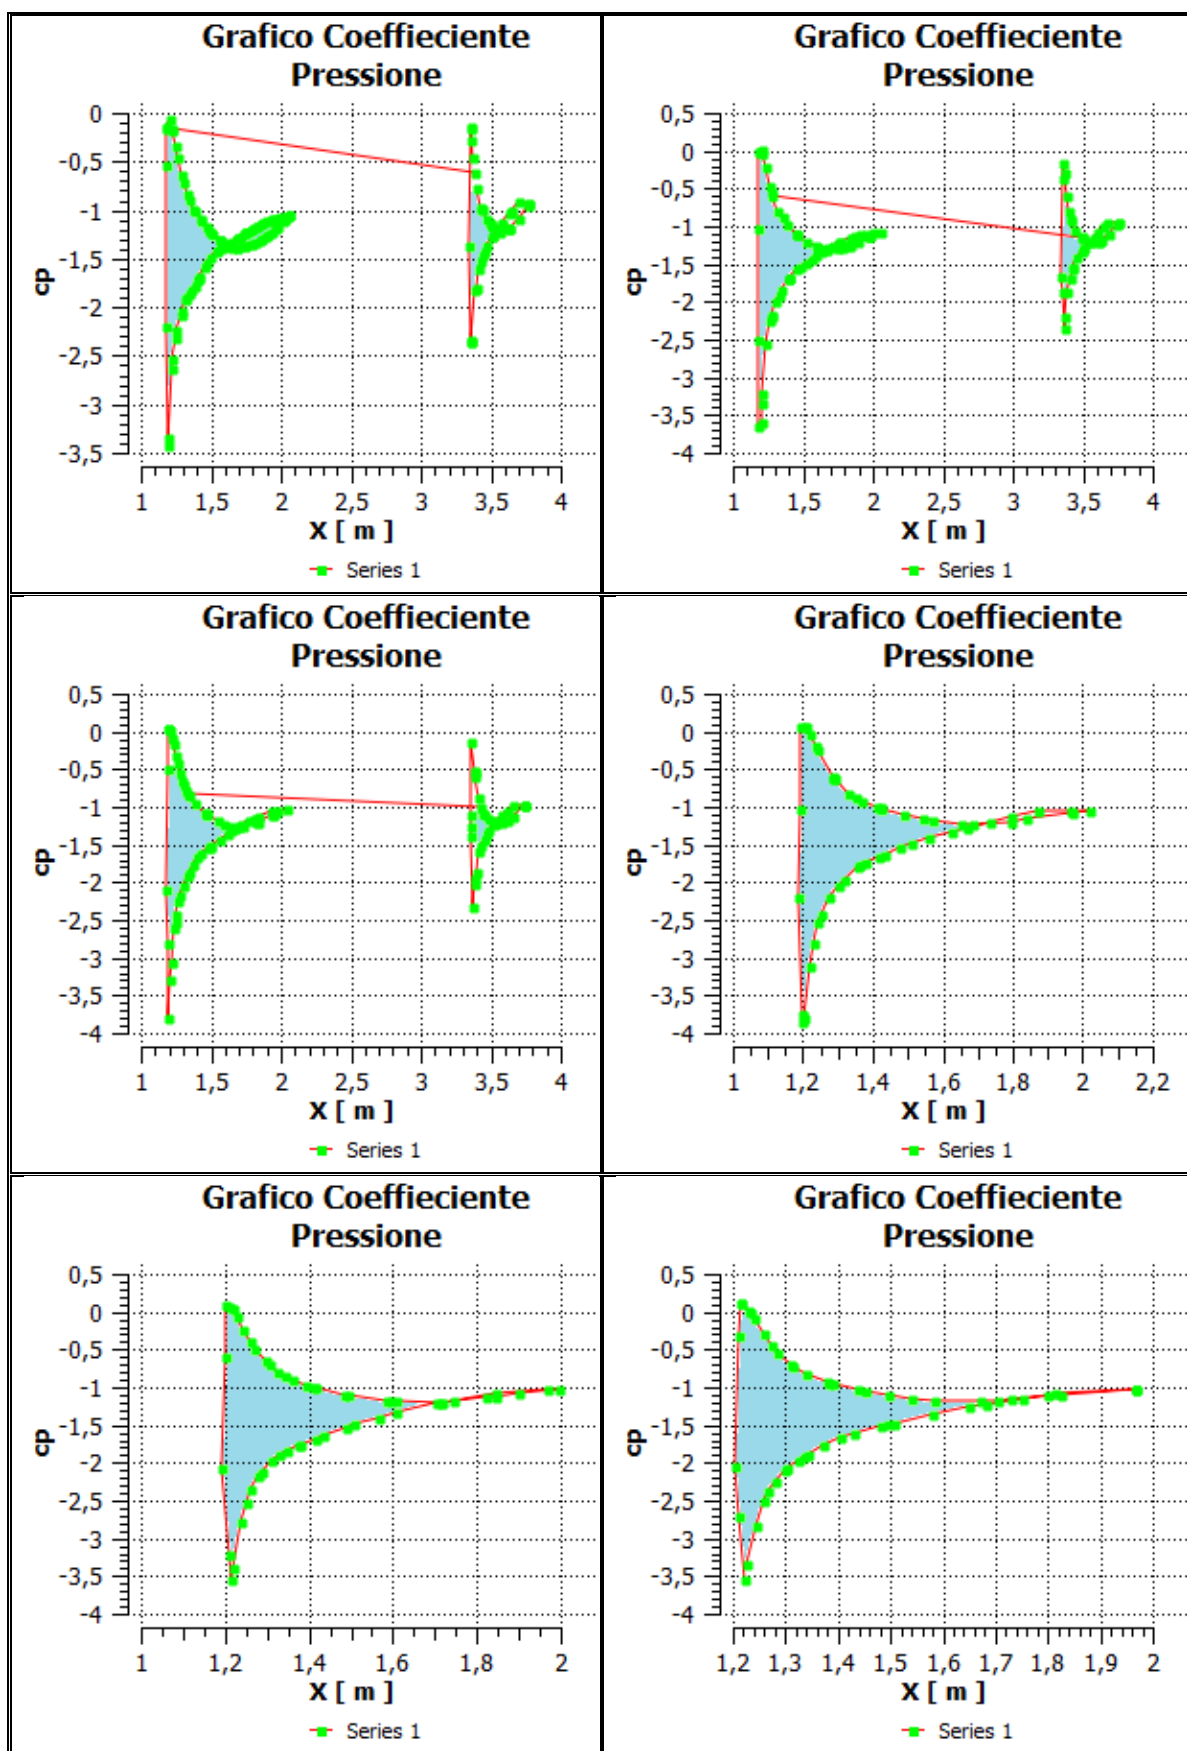 Grafico Coeffieciente
Pressione
0
-0,5
-1
-1,5
-2
-2,5
-3
-3,5
cp
1 1,5 2 2,5 3 3,5 4
X [ m ]
Series 1
Grafico Coeffieciente
Pressione
0,5
0
-0,5
-1
-1,5
-2
-2,5
-3
-3,5
-4
cp
1 1,5 2 2,5 3 3,5 4
X [ m ]
Series 1
Grafico Coeffieciente
Pressione
0,5
0
-0,5
-1
-1,5
-2
-2,5
-3
-3,5
-4
cp
1 1,5 2 2,5 3 3,5 4
X [ m ]
Series 1
Grafico Coeffieciente
Pressione
0,5
0
-0,5
-1
-1,5
-2
-2,5
-3
-3,5
-4
cp
1 1,2 1,4 1,6 1,8 2 2,2
X [ m ]
Series 1
Grafico Coeffieciente
Pressione
0,5
0
-0,5
-1
-1,5
-2
-2,5
-3
-3,5
-4
cp
1 1,2 1,4 1,6 1,8 2
X [ m ]
Series 1
Grafico Coeffieciente
Pressione
0,5
0
-0,5
-1
-1,5
-2
-2,5
-3
-3,5
-4
cp
1,2 1,3 1,4 1,5 1,6 1,7 1,8 1,9 2
X [ m ]
Series 1